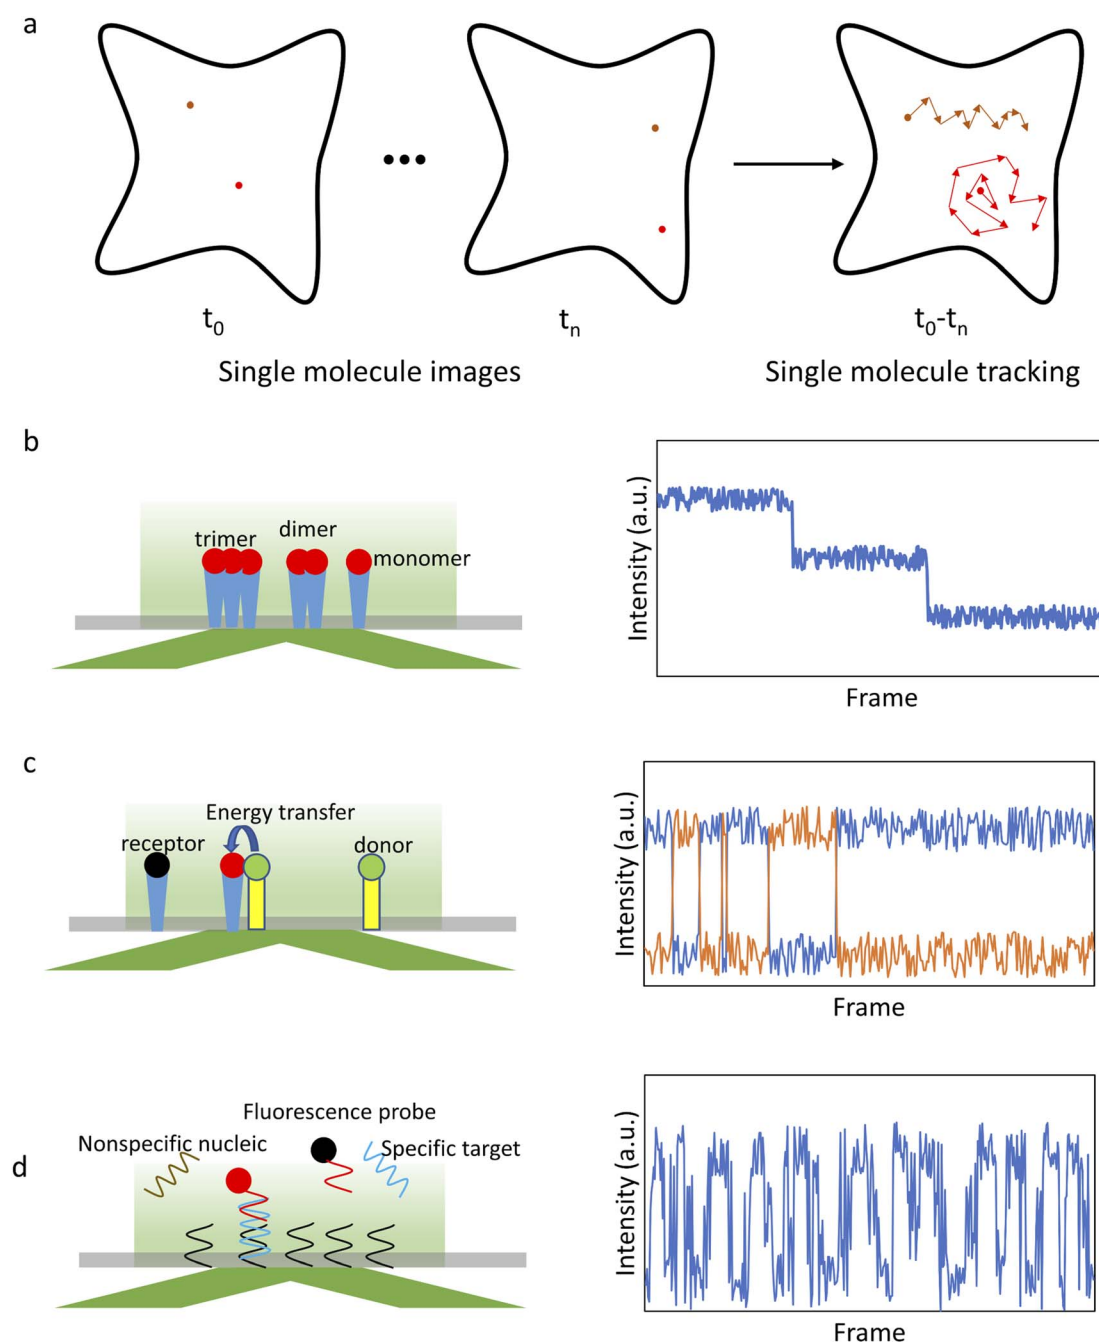 a
t0
tn
t0-tn
Single molecule images
Single molecule tracking
b
trimer
dimer
monomer
Intensity (a.u.)
Frame
c
Energy transfer
receptor
donor
Intensity (a.u.)
Frame
d
Fluorescence probe
Nonspecific nucleic
Specific target
Intensity (a.u.)
Frame